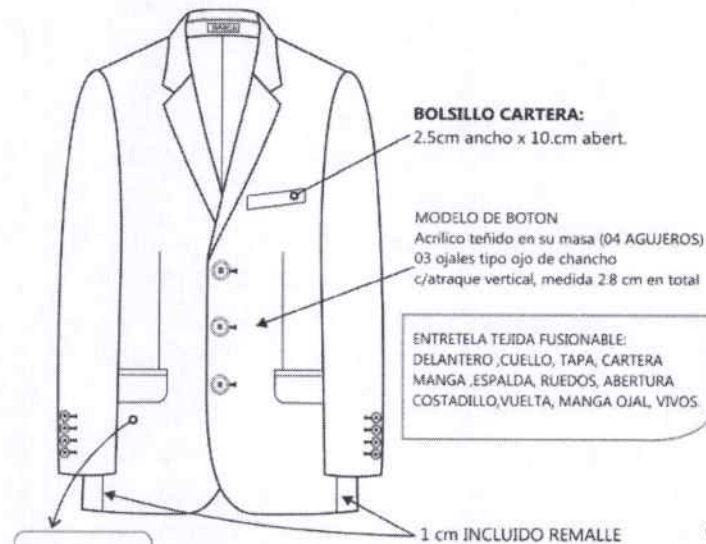 MARCA
BOLSILLO CARTERA:
2.5cm ancho x 10.cm abert.
MODELO DE BOTON
Acrilico teñido en su masa (04 AGUJEROS)
03 ojales tipo ojo de chancho
c/atraque vertical, medida 2.8 cm en total
ENTRETELA TEJIDA FUSIONABLE:
DELANTERO ,CUELLO, TAPA, CARTERA
MANGA ,ESPALDA, RUEDOS, ABERTURA
COSTADILLO,VUELTA, MANGA OJAL, VIVOS.
1 cm INCLUIDO REMALLE